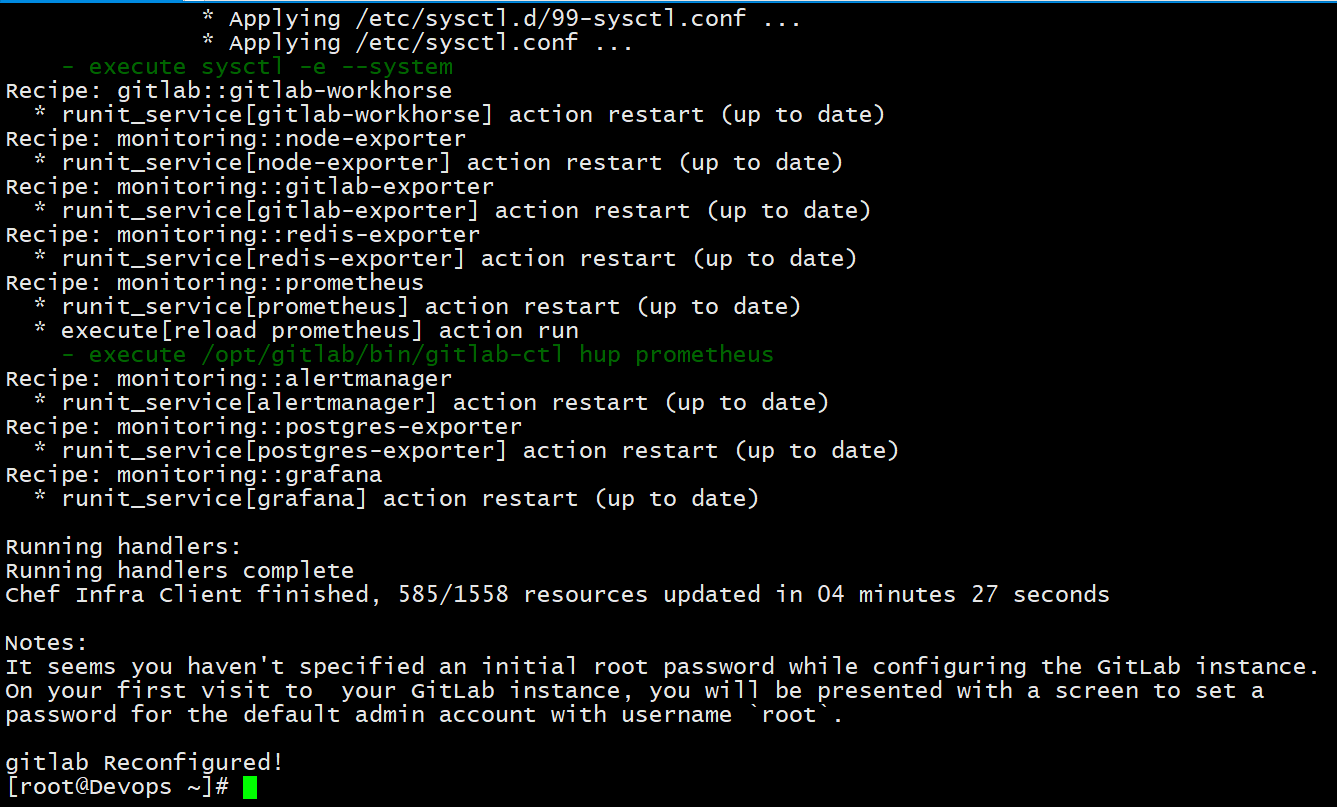 * Applying /etc/sysctl.d/99-sysctl.conf ...
* Applying /etc/sysctl.conf ...
- execute sysctl -e --system
Recipe: gitlab::gitlab-workhorse
* runit_service[gitlab-workhorse] action restart (up to date)
Recipe: monitoring::node-exporter
* runit_service[node-exporter] action restart (up to date)
Recipe: monitoring::gitlab-exporter
* runit_service[gitlab-exporter] action restart (up to date)
Recipe: monitoring::redis-exporter
* runit_service[redis-exporter] action restart (up to date)
Recipe: monitoring::prometheus
* runit_service[prometheus] action restart (up to date)
* execute[reload prometheus] action run
- execute /opt/gitlab/bin/gitlab-ctl hup prometheus
Recipe: monitoring::alertmanager
* runit_service[alertmanager] action restart (up to date)
Recipe: monitoring::postgres-exporter
* runit_service[postgres-exporter] action restart (up to date)
Recipe: monitoring::grafana
* runit_service[grafana] action restart (up to date)
Running handlers:
Running handlers complete
Chef Infra Client finished, 585/1558 resources updated in 04 minutes 27 seconds
Notes:
It seems you haven't specified an initial root password while configuring the GitLab instance.
On your first visit to  your GitLab instance, you will be presented with a screen to set a
password for the default admin account with username `root`.
gitlab Reconfigured!
[root@Devops ~]#